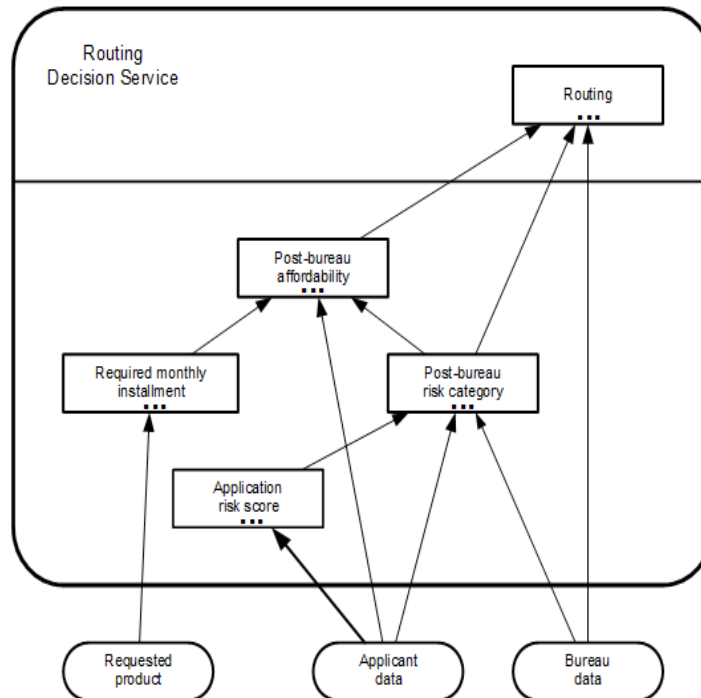 Routing
Decision Service
Routing
Post-bureau
affordability
Required monthly
installment
Post-bureau
risk category
Application
risk score
Requested
product
Applicant
data
Bureau
data